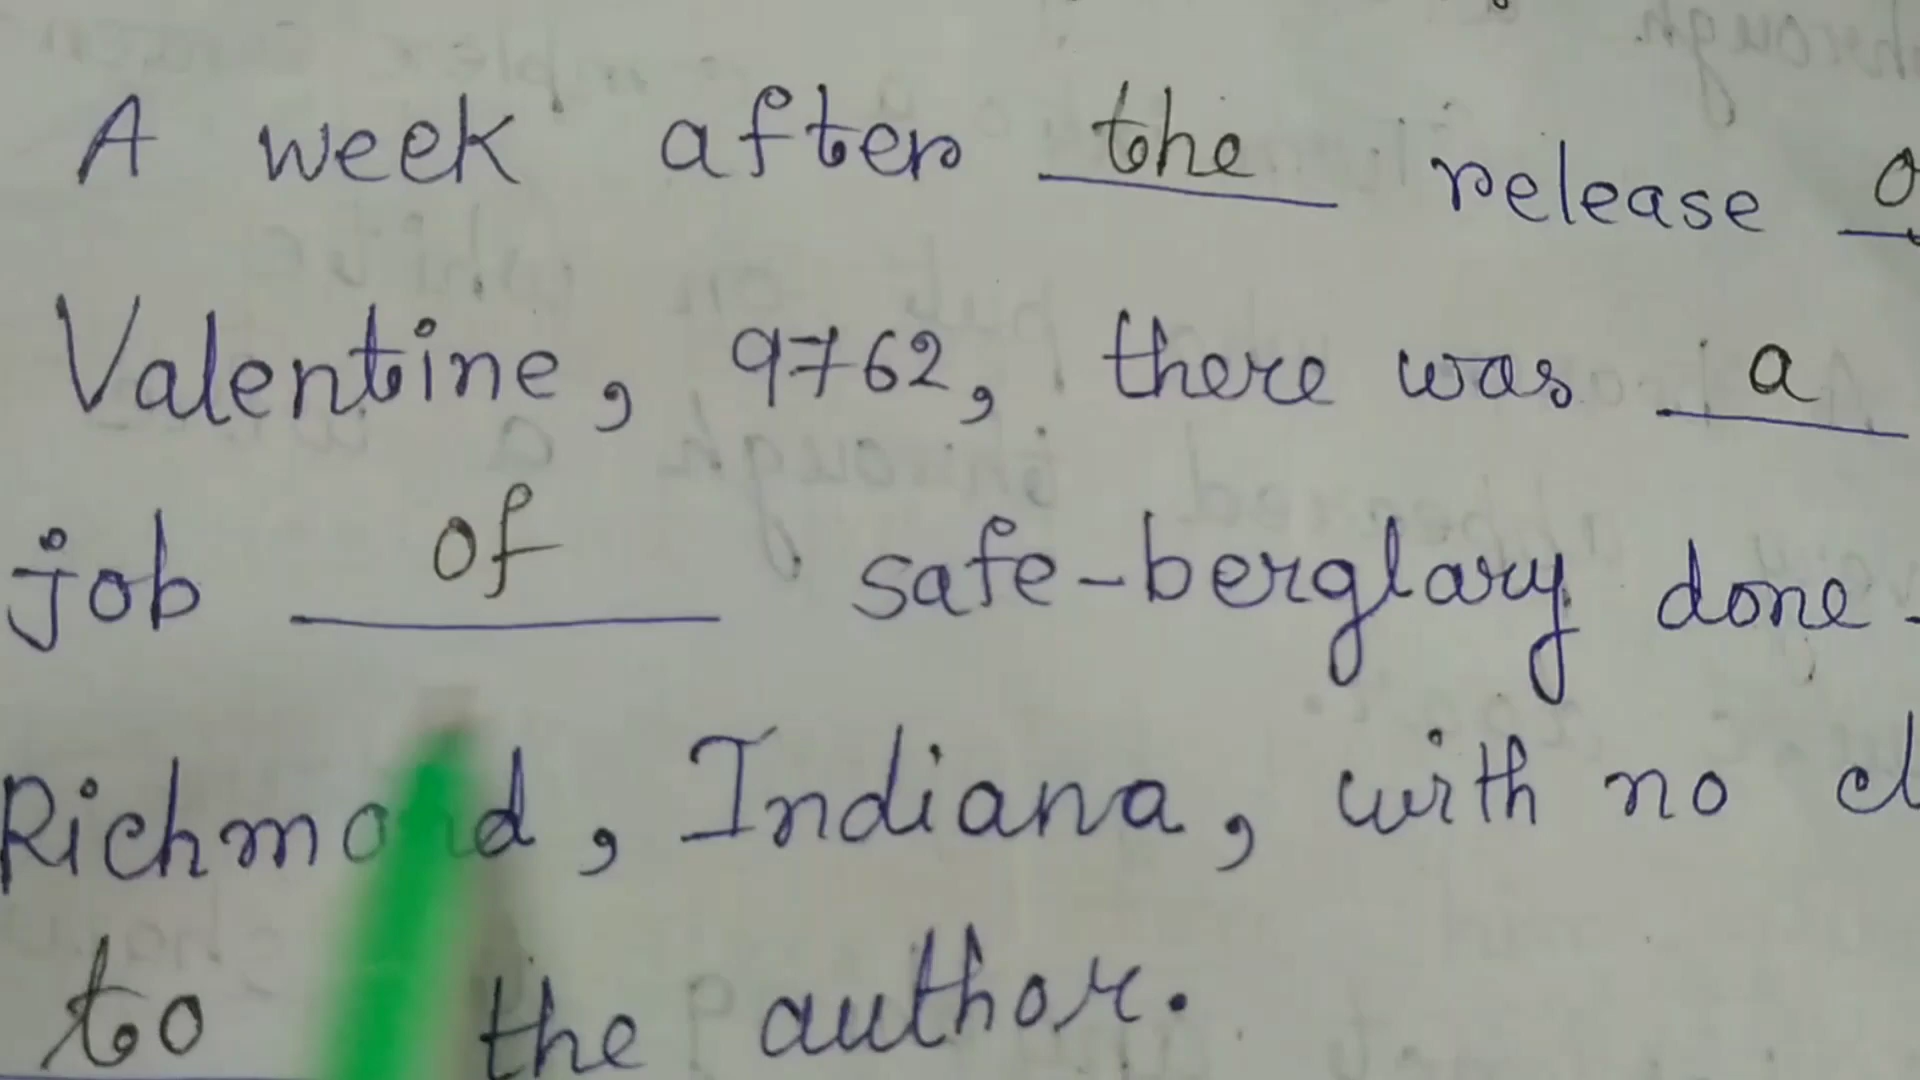 A week after the release
Valentine, 9762, there was a
job of safe-berglary done
Richmond, Indiana, with no
to the author.